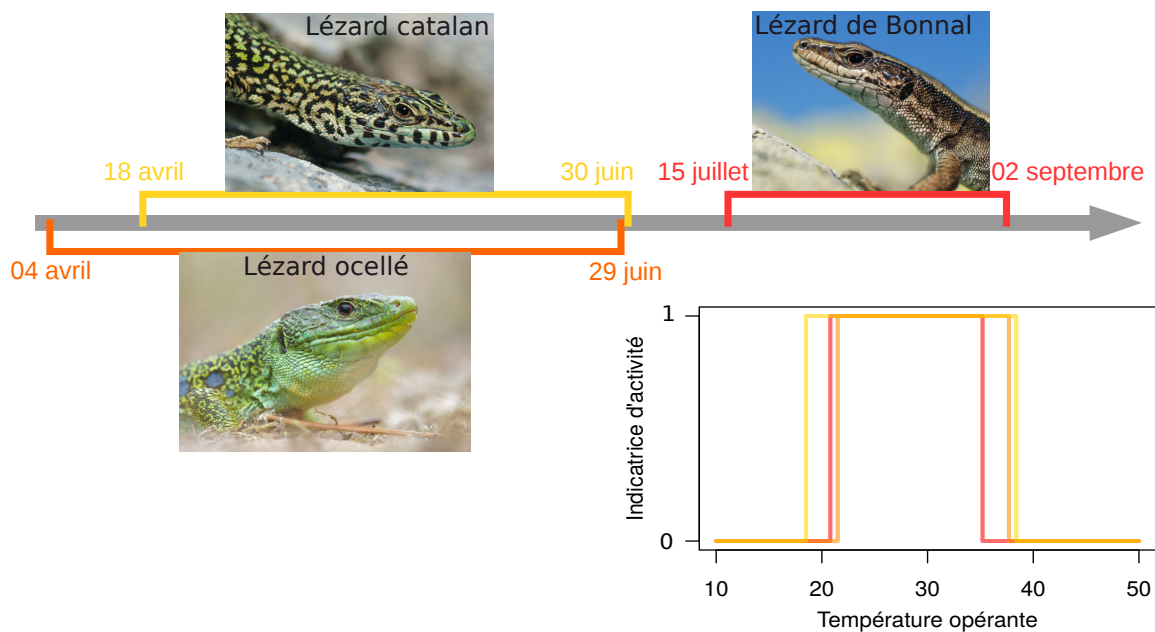 Lézard catalan
Lézard de Bonnal
18 avril
30 juin
15 juillet
02 septembre
04 avril
Lézard ocellé
29 juin
1
Indicatrice d'activité
0
10 20 30 40 50
Température opérante